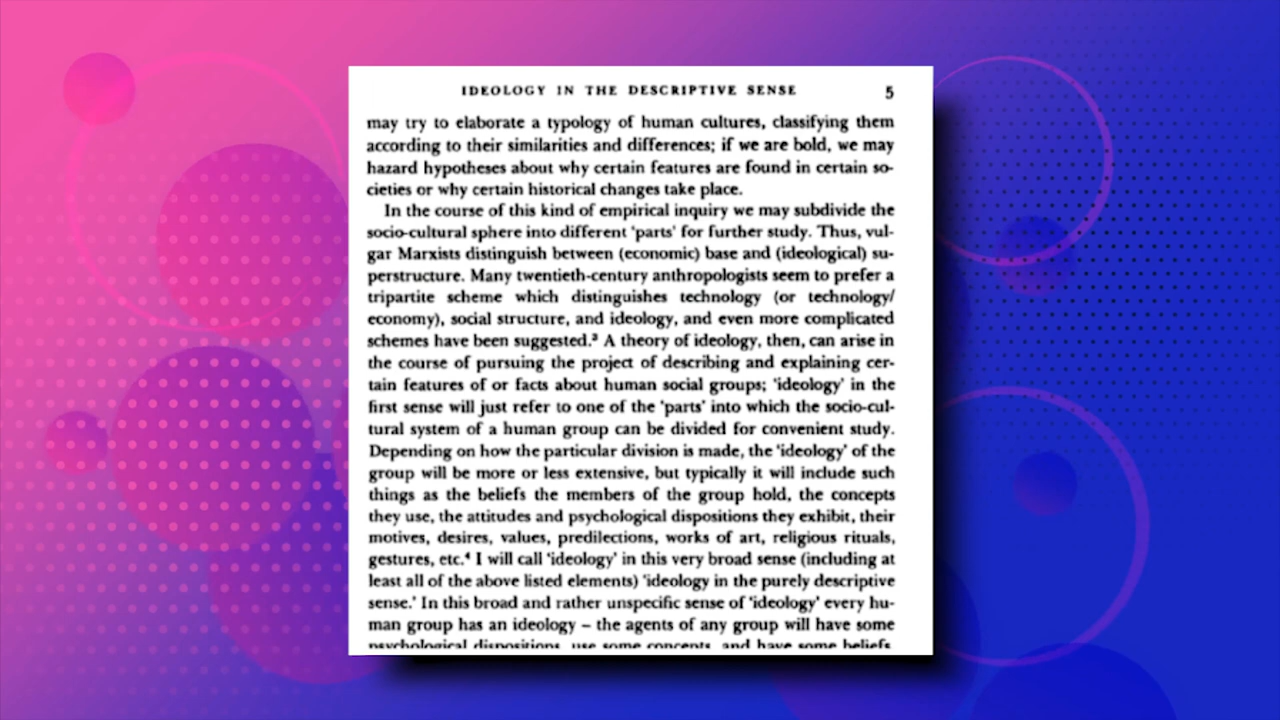 IDEOLOGY IN THE DESCRIPTIVE SENSE 5
may try to elaborate a typology of human cultures, classifying them
according to their similarities and differences; if we are bold, we may
hazard hypotheses about why certain features are found in certain so-
cieties or why certain historical changes take place.
In the course of this kind of empirical inquiry we may subdivide the
socio-cultural sphere into different 'parts' for further study. Thus, vul-
gar Marxists distinguish between (economic) base and (ideological) su-
perstructure. Many twentieth-century anthropologists seem to prefer a
tripartite scheme which distinguishes technology (or technology/
economy), social structure, and ideology, and even more complicated
schemes have been suggested.³ A theory of ideology, then, can arise in
the course of pursuing the project of describing and explaining cer-
tain features of or facts about human social groups; 'ideology' in the
first sense will just refer to one of the 'parts' into which the socio-cul-
tural system of a human group can be divided for convenient study.
Depending on how the particular division is made, the 'ideology' of the
group will be more or less extensive, but typically it will include such
things as the beliefs the members of the group hold, the concepts
they use, the attitudes and psychological dispositions they exhibit, their
motives, desires, values, predilections, works of art, religious rituals,
gestures, etc.⁴ I will call 'ideology' in this very broad sense (including at
least all of the above listed elements) 'ideology in the purely descriptive
sense.' In this broad and rather unspecific sense of 'ideology' every hu-
man group has an ideology – the agents of any group will have some
psychological dispositions, use some concepts, and have some beliefs.